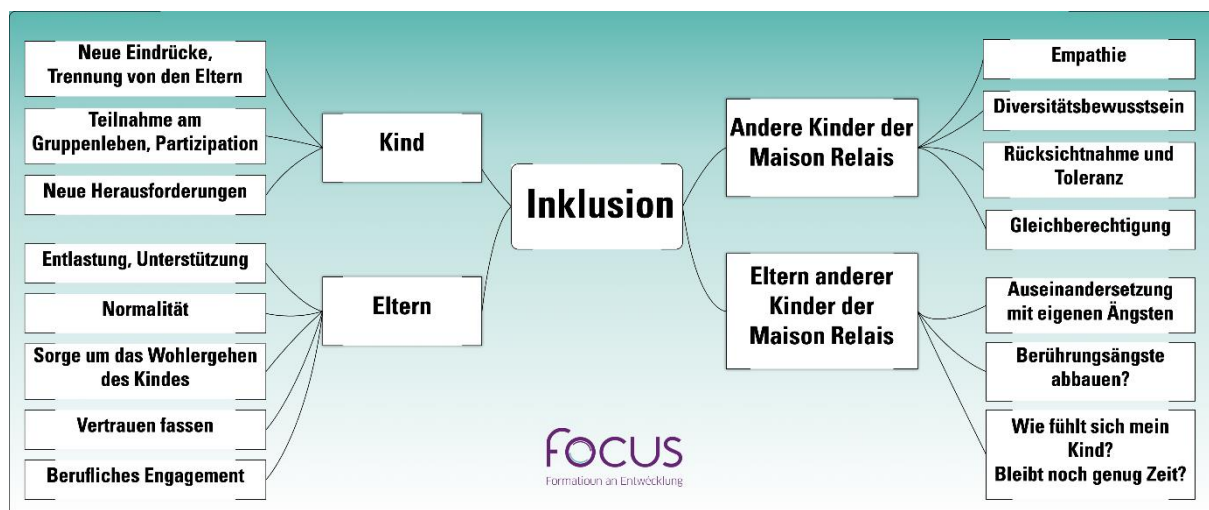 Inklusion
Kind
Neue Eindrücke,
Trennung von den Eltern
Teilnahme am
Gruppenleben, Partizipation
Neue Herausforderungen
Eltern
Entlastung, Unterstützung
Normalität
Sorge um das Wohlergehen
des Kindes
Vertrauen fassen
Berufliches Engagement
Andere Kinder der
Maison Relais
Empathie
Diversitätsbewusstsein
Rücksichtnahme und
Toleranz
Gleichberechtigung
Eltern anderer
Kinder der
Maison Relais
Auseinandersetzung
mit eigenen Ängsten
Berührungsängste
abbauen?
Wie fühlt sich mein
Kind?
Bleibt noch genug Zeit?
FOCUS
Formatioun an Entwécklung